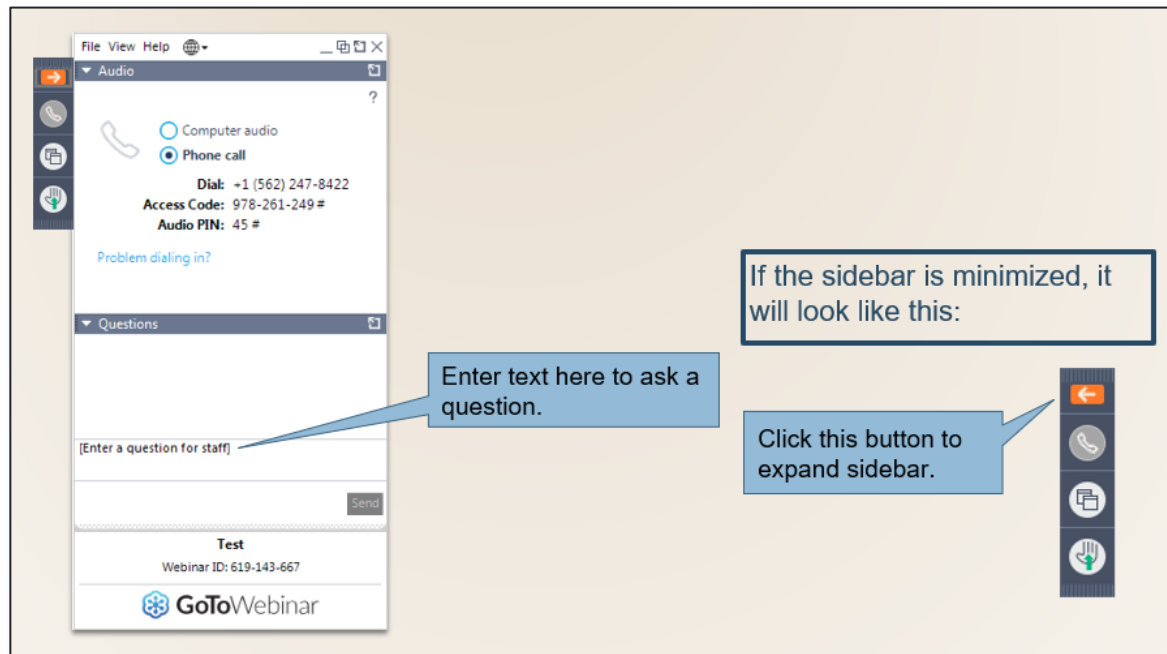 File View Help
Audio
?
Computer audio
Phone call
Dial: +1 (562) 247-8422
Access Code: 978-261-249 #
Audio PIN: 45 #
Problem dialing in?
Questions
[Enter a question for staff]
Send
Test
Webinar ID: 619-143-667
GoToWebinar
Enter text here to ask a
question.
If the sidebar is minimized, it
will look like this:
Click this button to
expand sidebar.